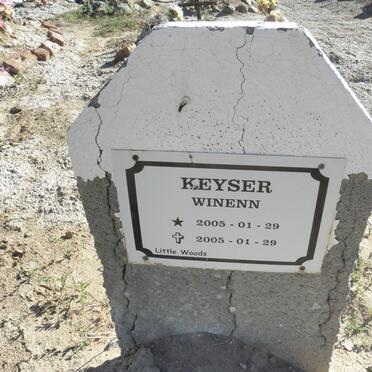 KEYSER
WINENN
★ 2005 - 01 - 29
✝ 2005 - 01 - 29
Little Woods